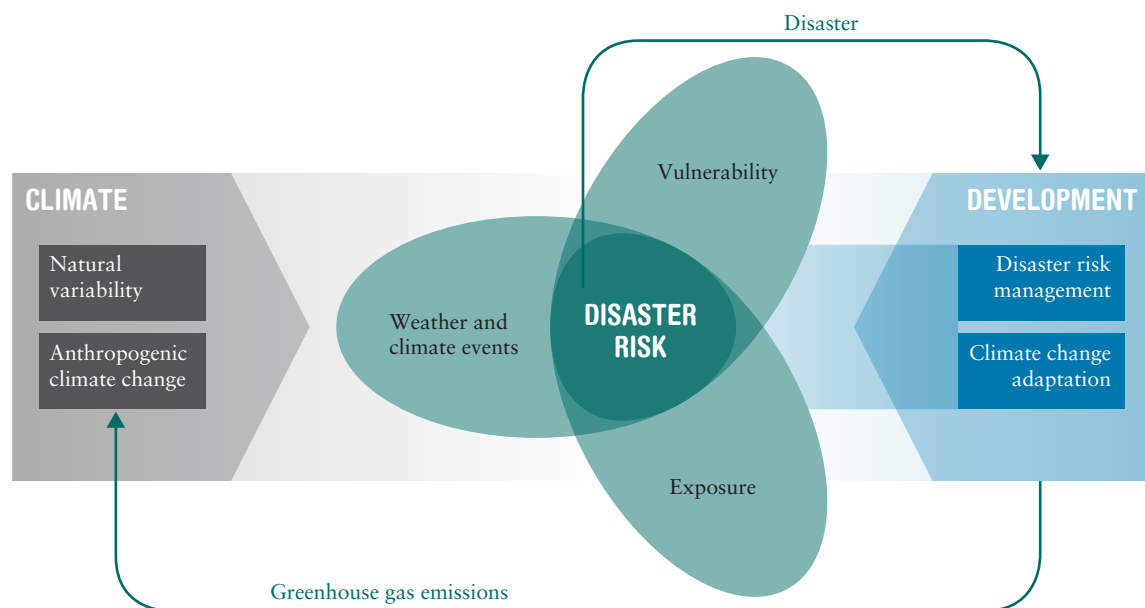 Disaster
CLIMATE
Natural
variability
Anthropogenic
climate change
Weather and
climate events
Vulnerability
DISASTER
RISK
Exposure
DEVELOPMENT
Disaster risk
management
Climate change
adaptation
Greenhouse gas emissions